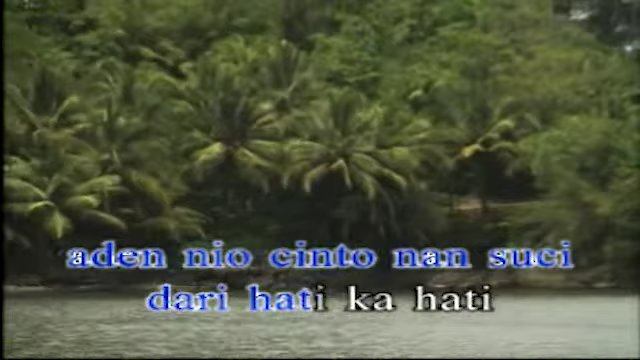 aden nio cinto nan suci
dari hati ka hati